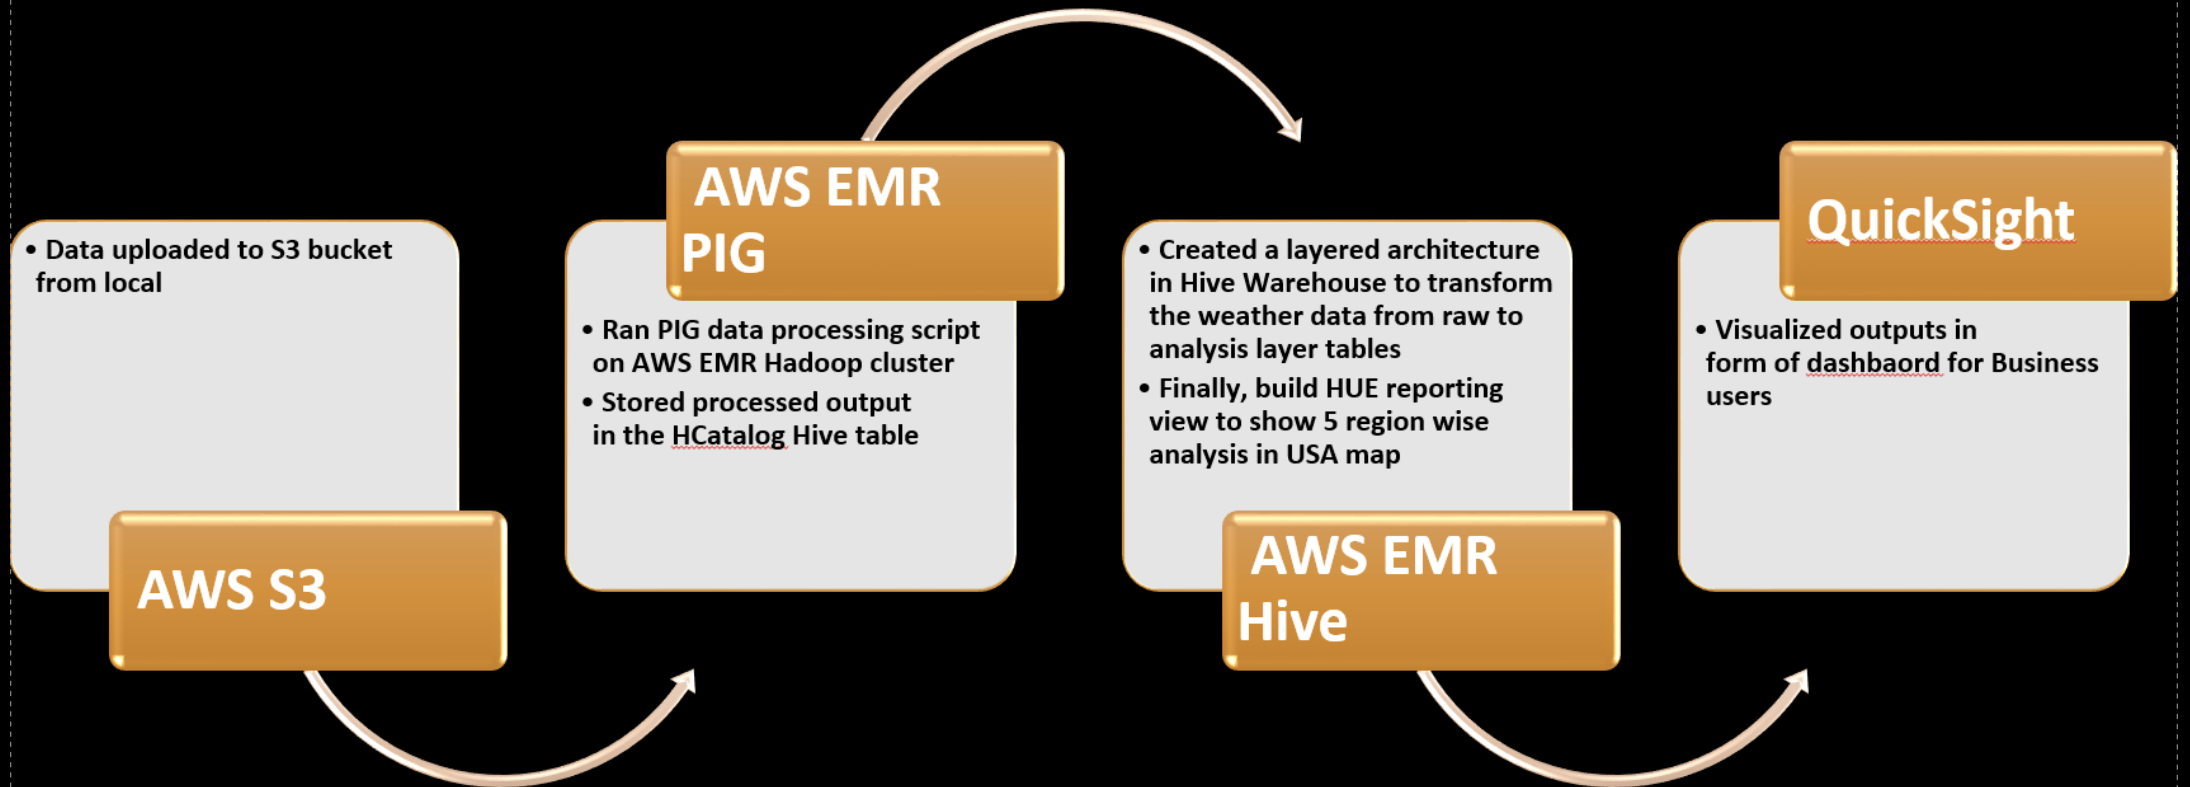 • Data uploaded to S3 bucket
from local
AWS S3
AWS EMR
PIG
• Ran PIG data processing script
on AWS EMR Hadoop cluster
• Stored processed output
in the HCatalog Hive table
• Created a layered architecture
in Hive Warehouse to transform
the weather data from raw to
analysis layer tables
• Finally, build HUE reporting
view to show 5 region wise
analysis in USA map
AWS EMR
Hive
QuickSight
• Visualized outputs in
form of dashbaord for Business
users